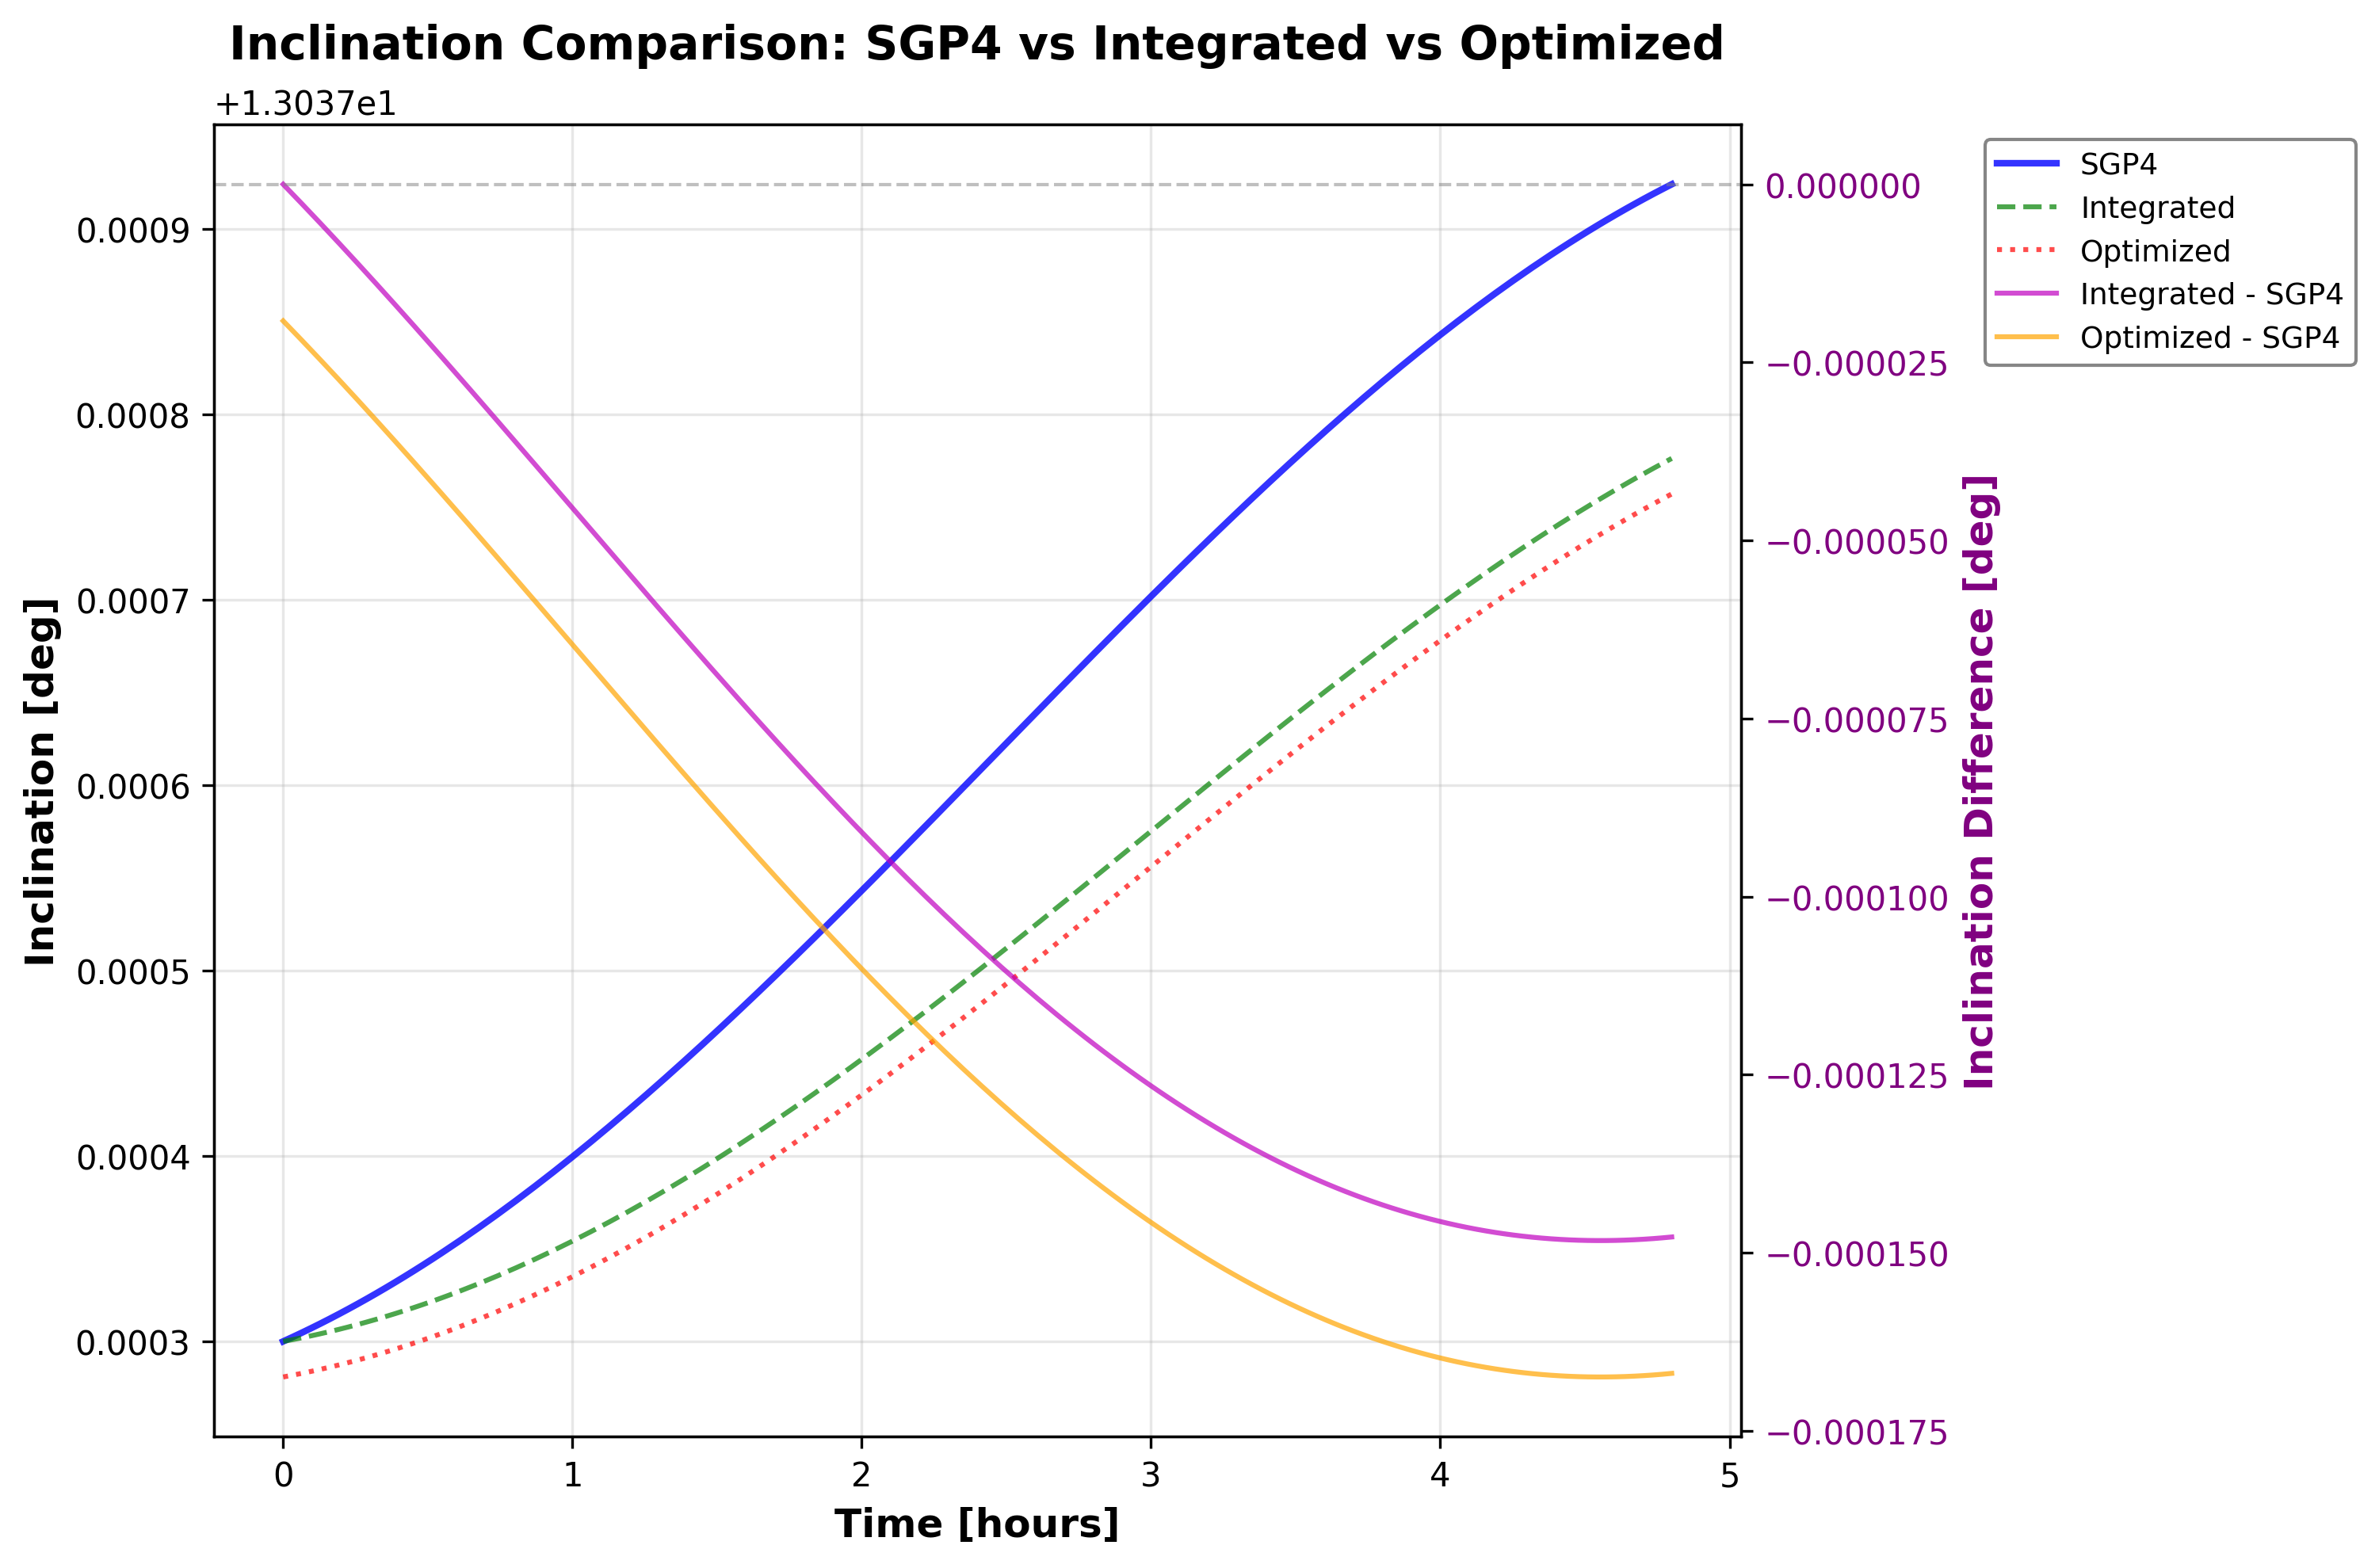 Inclination Comparison: SGP4 vs Integrated vs Optimized
+1.3037e1
0.0009
0.0008
0.0007
0.0006
0.0005
0.0004
0.0003
Inclination [deg]
0 1 2 3 4 5
Time [hours]
0.000000
−0.000025
−0.000050
−0.000075
−0.000100
−0.000125
−0.000150
−0.000175
Inclination Difference [deg]
SGP4
Integrated
Optimized
Integrated - SGP4
Optimized - SGP4